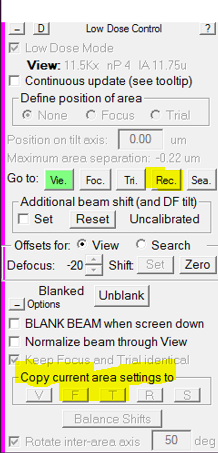 – D Low Dose Control ?
Low Dose Mode
View: 11.5Kx nP 4 IA 11.75u
Continuous update (see tooltip)
Define position of area
None Focus Trial
Position on tilt axis: 0.00 um
Maximum area separation: -0.22 um
Go to: Vie. Foc. Tri. Rec. Sea.
Additional beam shift (and DF tilt)
Set Reset Uncalibrated
Offsets for: View Search
Defocus: -20 Shift: Set Zero
– Blanked Unblank
Options
BLANK BEAM when screen down
Normalize beam through View
Keep Focus and Trial identical
Copy current area settings to
V F T R S
Balance Shifts
Rotate inter-area axis 50 deg